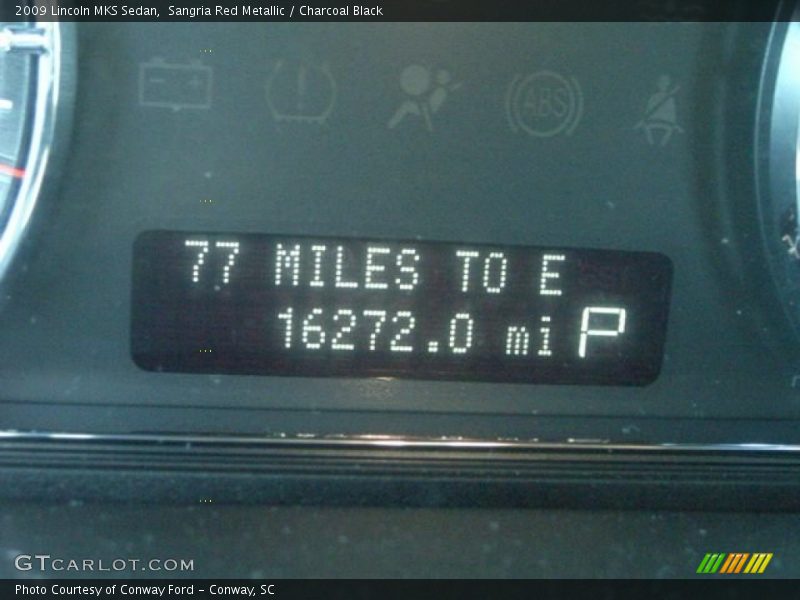 2009 Lincoln MKS Sedan,  Sangria Red Metallic / Charcoal Black
ABS
77 MILES TO E
16272.0 mi P
GTCARLOT.COM
Photo Courtesy of Conway Ford - Conway, SC